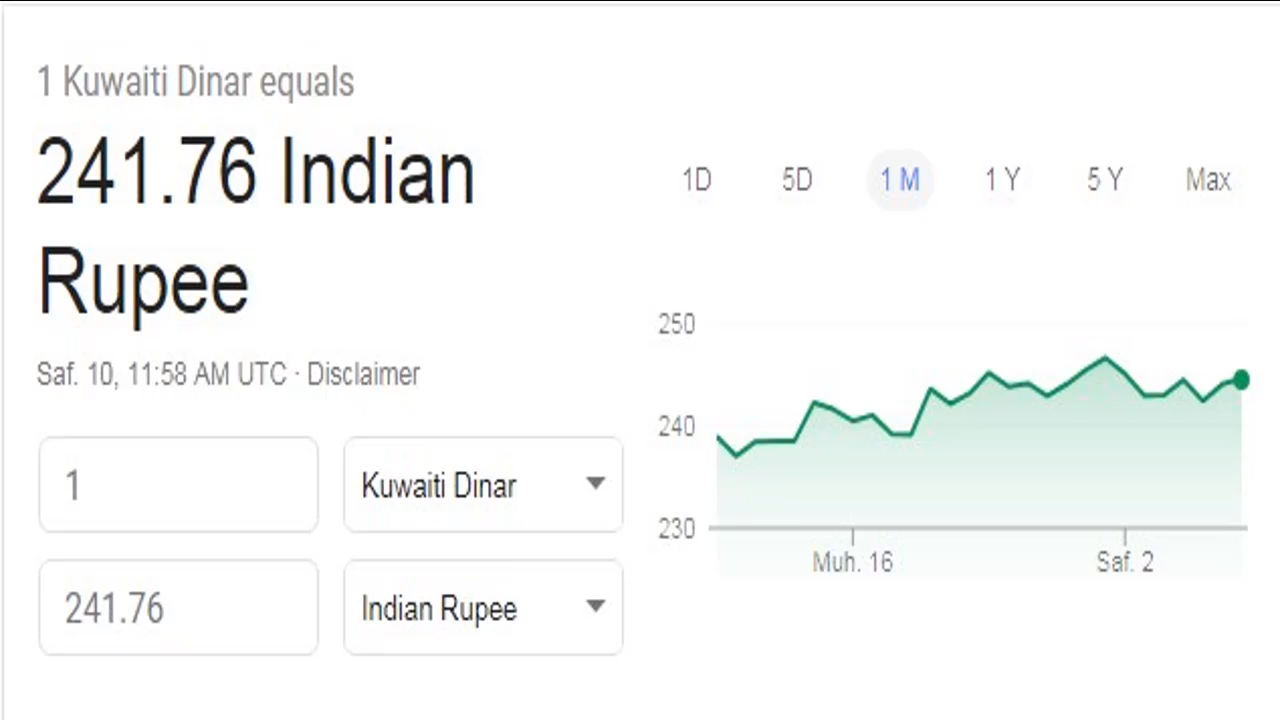 1 Kuwaiti Dinar equals
241.76 Indian
Rupee
Saf. 10, 11:58 AM UTC · Disclaimer
1
Kuwaiti Dinar
241.76
Indian Rupee
1D 5D 1 M 1 Y 5 Y Max
250
240
230
Muh. 16 Saf. 2